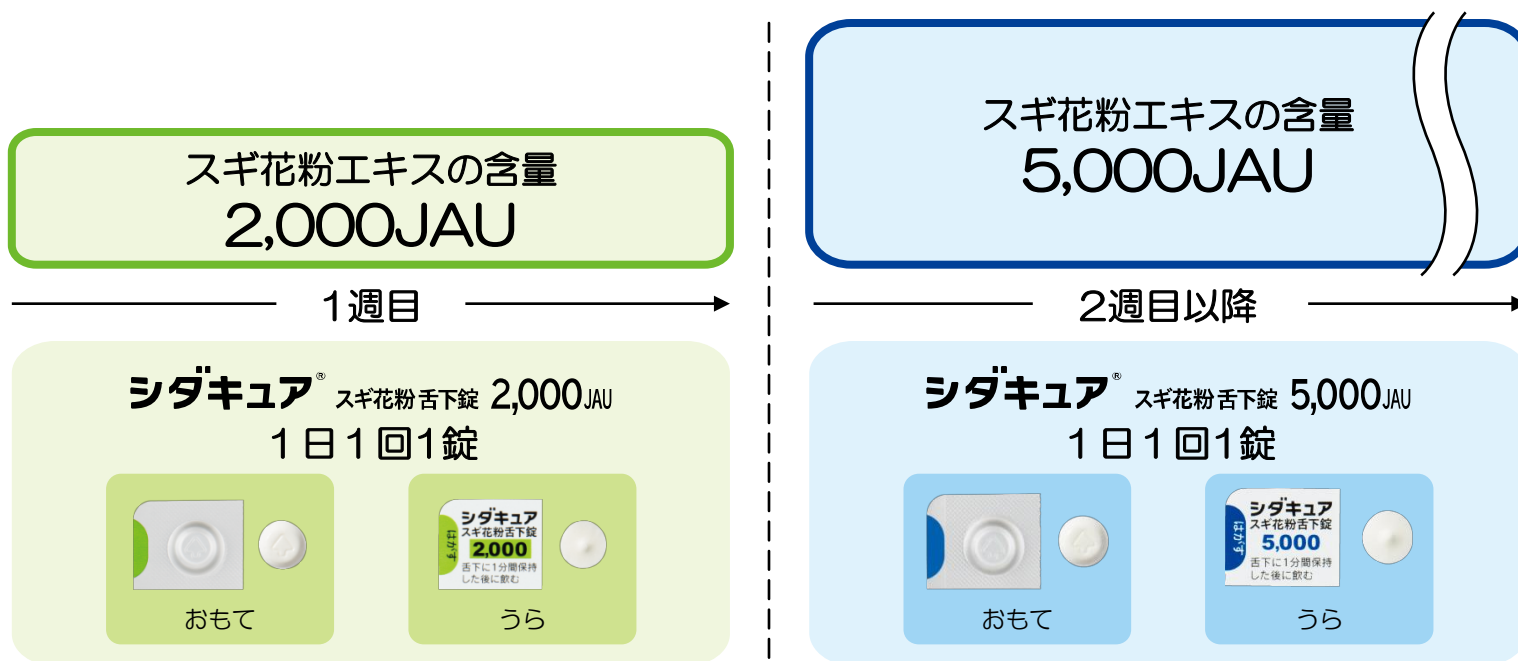 スギ花粉エキスの含量
2,000JAU
1週目
シダキュア® スギ花粉 舌下錠 2,000JAU
1日1回1錠
はがす
シダキュア
スギ花粉舌下錠
2,000
舌下に1分間保持
した後に飲む
おもて
うら
スギ花粉エキスの含量
5,000JAU
2週目以降
シダキュア® スギ花粉 舌下錠 5,000JAU
1日1回1錠
はがす
シダキュア
スギ花粉舌下錠
5,000
舌下に1分間保持
した後に飲む
おもて
うら